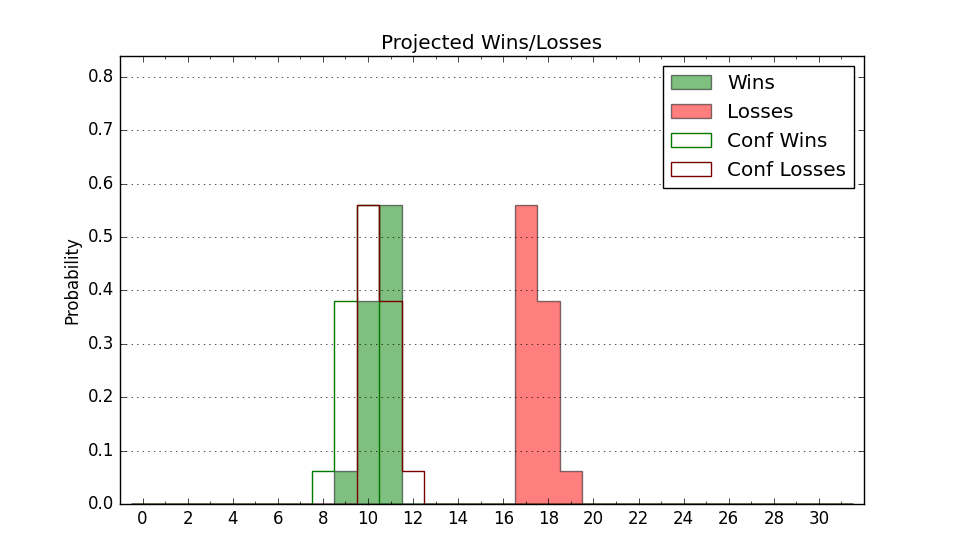 Projected Wins/Losses
Wins
Losses
Conf Wins
Conf Losses
Probability
0.8
0.7
0.6
0.5
0.4
0.3
0.2
0.1
0.0
0 2 4 6 8 10 12 14 16 18 20 22 24 26 28 30